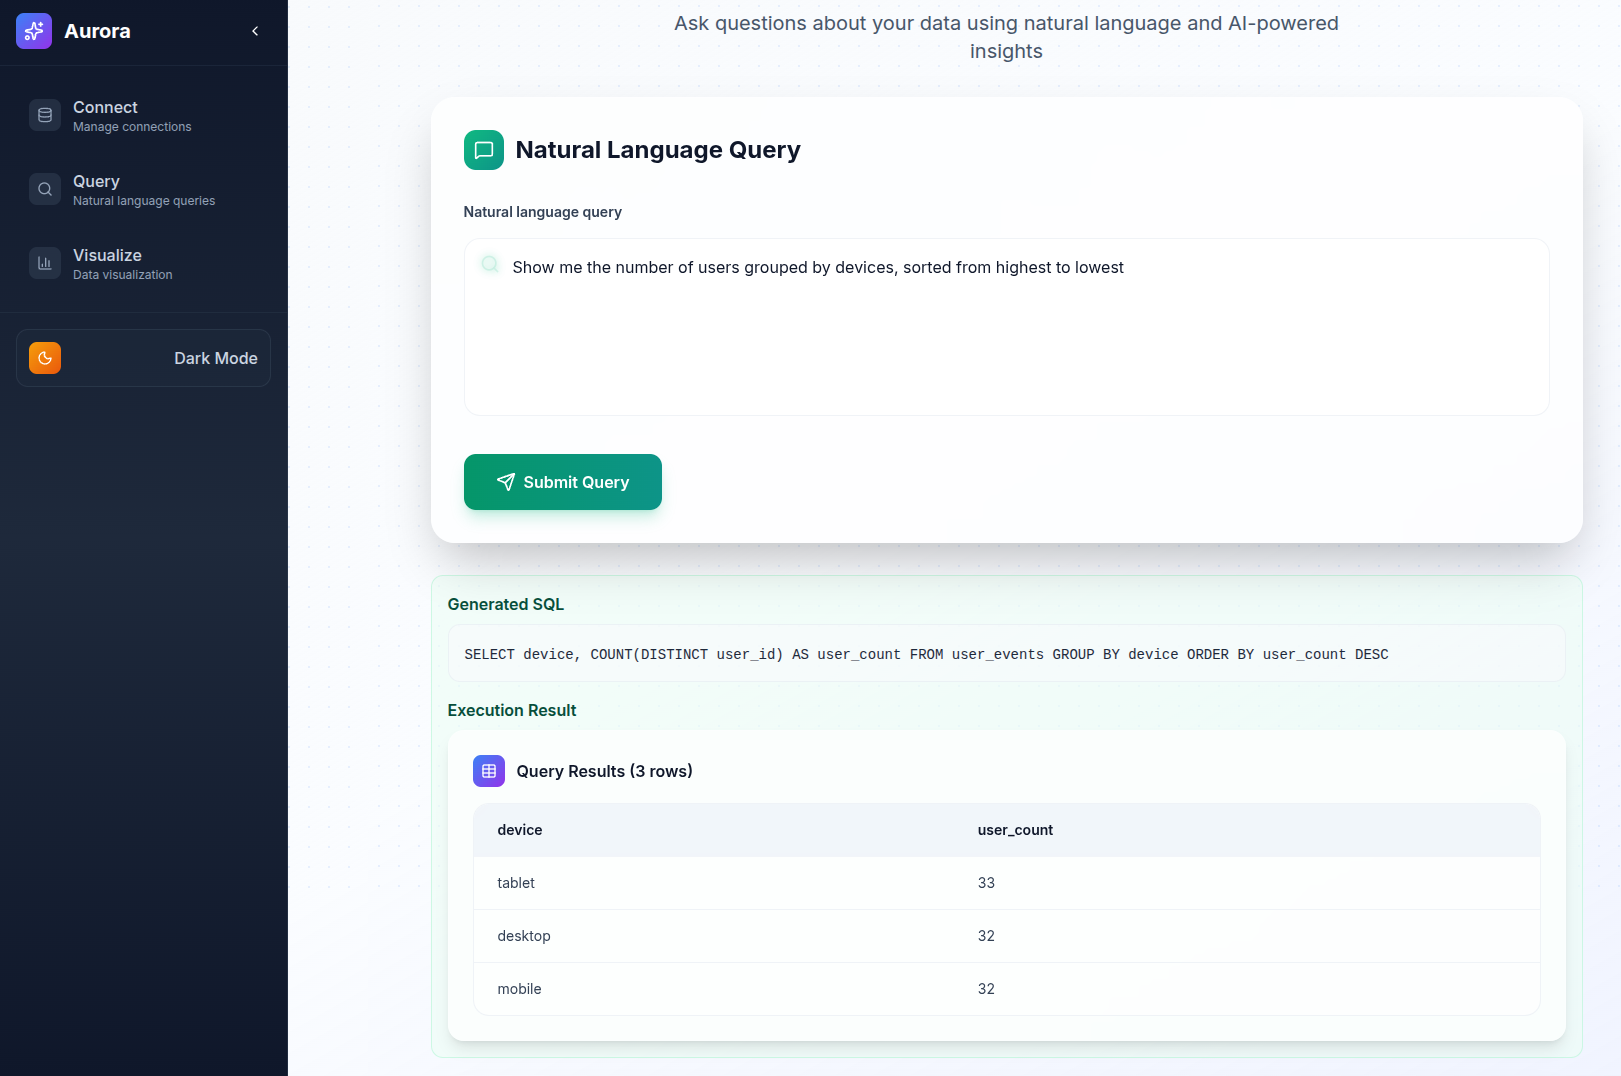 Aurora
Connect
Manage connections
Query
Natural language queries
Visualize
Data visualization
Dark Mode
Ask questions about your data using natural language and AI-powered
insights
Natural Language Query
Natural language query
Show me the number of users grouped by devices, sorted from highest to lowest
Submit Query
Generated SQL
SELECT device, COUNT(DISTINCT user_id) AS user_count FROM user_events GROUP BY device ORDER BY user_count DESC
Execution Result
Query Results (3 rows)
device user_count
tablet 33
desktop 32
mobile 32